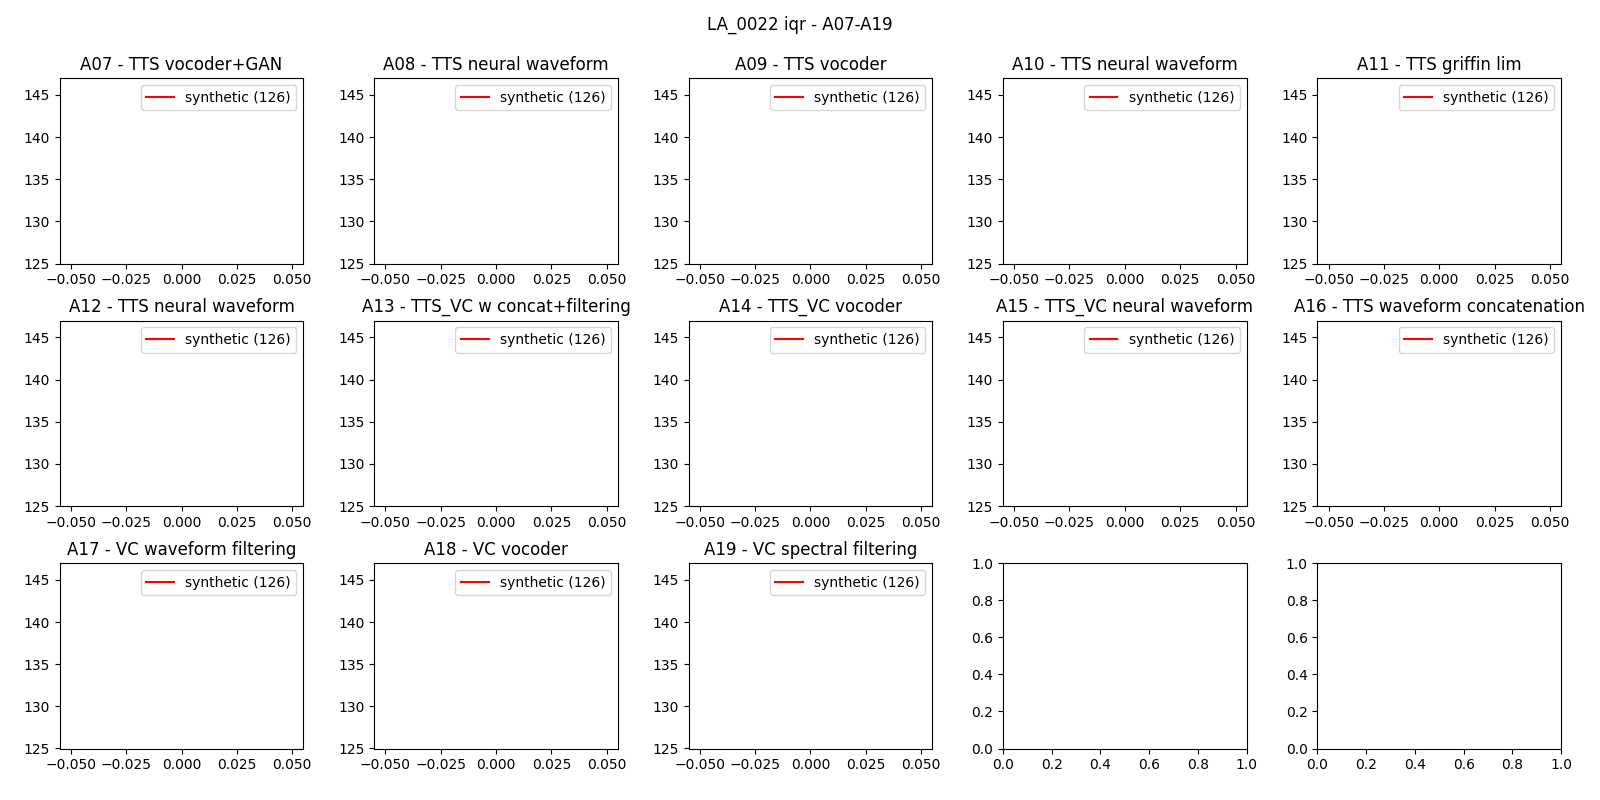 LA_0022 iqr - A07-A19
A07 - TTS vocoder+GAN
145
140
135
130
125
synthetic (126)
−0.050 −0.025 0.000 0.025 0.050
A08 - TTS neural waveform
145
140
135
130
125
synthetic (126)
−0.050 −0.025 0.000 0.025 0.050
A09 - TTS vocoder
145
140
135
130
125
synthetic (126)
−0.050 −0.025 0.000 0.025 0.050
A10 - TTS neural waveform
145
140
135
130
125
synthetic (126)
−0.050 −0.025 0.000 0.025 0.050
A11 - TTS griffin lim
145
140
135
130
125
synthetic (126)
−0.050 −0.025 0.000 0.025 0.050
A12 - TTS neural waveform
145
140
135
130
125
synthetic (126)
−0.050 −0.025 0.000 0.025 0.050
A13 - TTS_VC w concat+filtering
145
140
135
130
125
synthetic (126)
−0.050 −0.025 0.000 0.025 0.050
A14 - TTS_VC vocoder
145
140
135
130
125
synthetic (126)
−0.050 −0.025 0.000 0.025 0.050
A15 - TTS_VC neural waveform
145
140
135
130
125
synthetic (126)
−0.050 −0.025 0.000 0.025 0.050
A16 - TTS waveform concatenation
145
140
135
130
125
synthetic (126)
−0.050 −0.025 0.000 0.025 0.050
A17 - VC waveform filtering
145
140
135
130
125
synthetic (126)
−0.050 −0.025 0.000 0.025 0.050
A18 - VC vocoder
145
140
135
130
125
synthetic (126)
−0.050 −0.025 0.000 0.025 0.050
A19 - VC spectral filtering
145
140
135
130
125
synthetic (126)
−0.050 −0.025 0.000 0.025 0.050
1.0
0.8
0.6
0.4
0.2
0.0
0.0 0.2 0.4 0.6 0.8 1.0
1.0
0.8
0.6
0.4
0.2
0.0
0.0 0.2 0.4 0.6 0.8 1.0